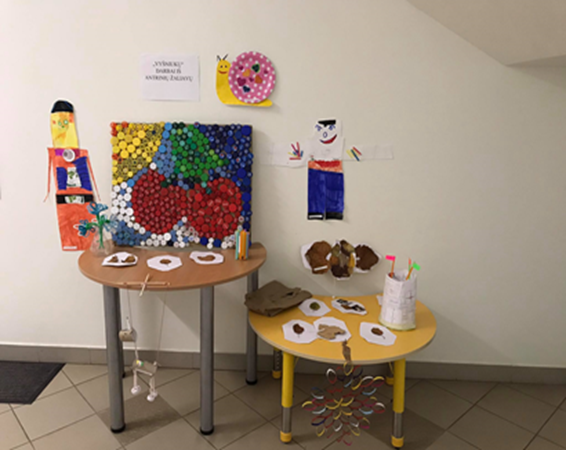 „VYŠNIUKŲ“
DARBAI IŠ
ANTRINIŲ ŽALIAVŲ